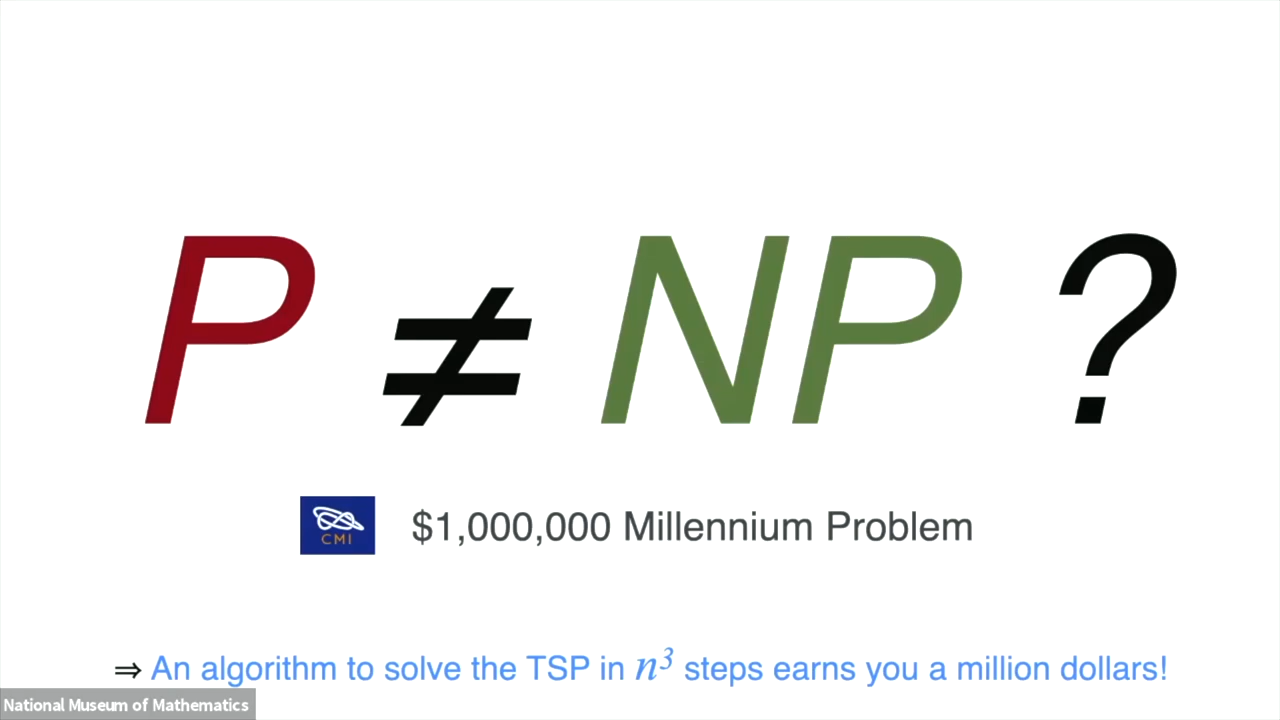 P ≠ NP ?
CMI
$1,000,000 Millennium Problem
⇒ An algorithm to solve the TSP in n³ steps earns you a million dollars!
National Museum of Mathematics